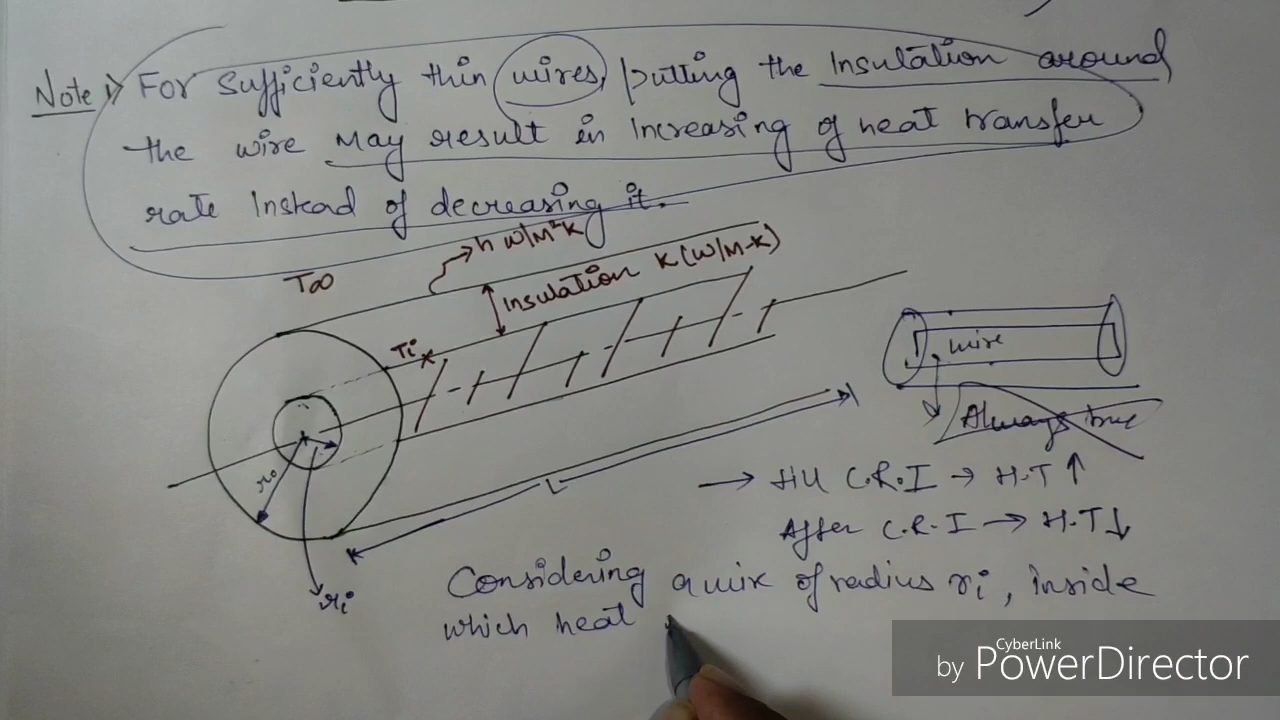 Note 1) For Sufficiently thin wires, putting the Insulation around
the wire May result in Increasing of heat transfer
rate Instead of decreasing it.
h W/M²K
T∞
Insulation K (W/M-K)
Ti
wire
Always true
ro
L
→ till C.R.I → H.T ↑
After C.R.I → H.T ↓
ri
Considering a wire of radius ri, inside
which heat
CyberLink
by PowerDirector